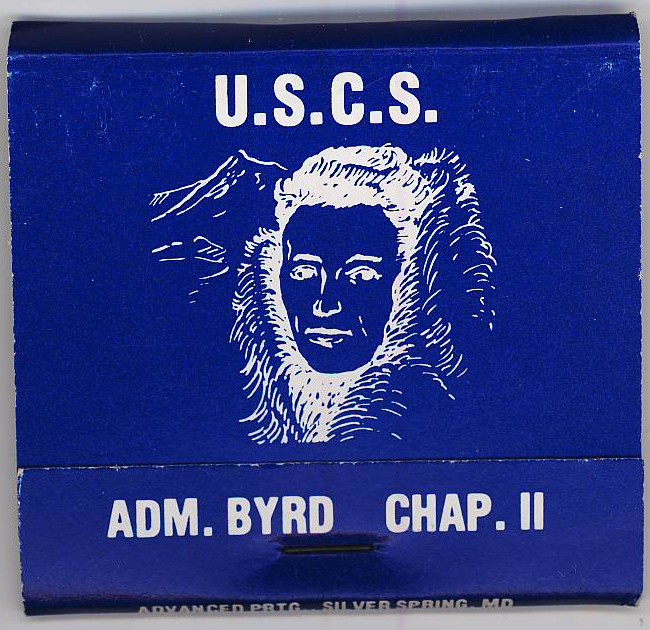 U.S.C.S.
ADM. BYRD CHAP. II
ADVANCED PRTG., SILVER SPRING, MD